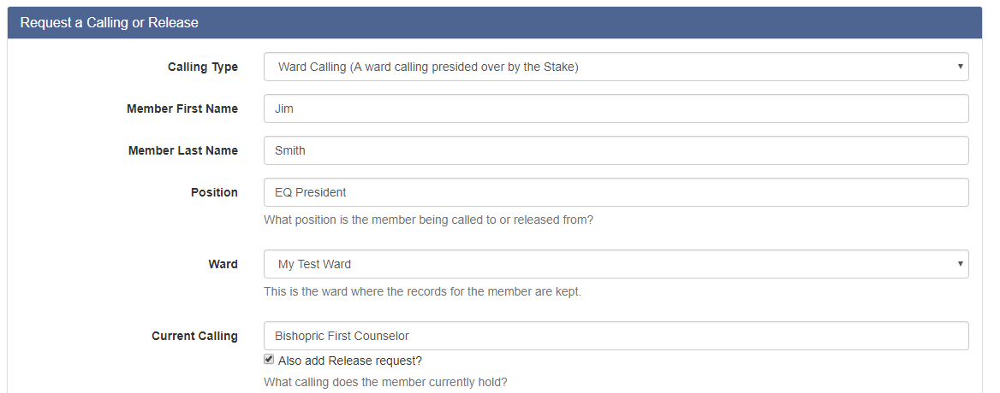 Request a Calling or Release
Calling Type Ward Calling (A ward calling presided over by the Stake)
Member First Name Jim
Member Last Name Smith
Position EQ President
What position is the member being called to or released from?
Ward My Test Ward
This is the ward where the records for the member are kept.
Current Calling Bishopric First Counselor
Also add Release request?
What calling does the member currently hold?